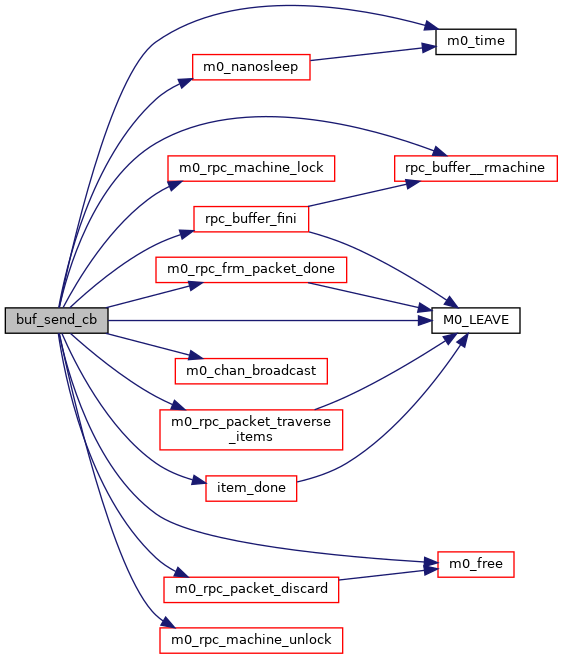 m0_time
m0_nanosleep
m0_rpc_machine_lock
rpc_buffer__rmachine
rpc_buffer_fini
m0_rpc_frm_packet_done
buf_send_cb
M0_LEAVE
m0_chan_broadcast
m0_rpc_packet_traverse
_items
item_done
m0_free
m0_rpc_packet_discard
m0_rpc_machine_unlock